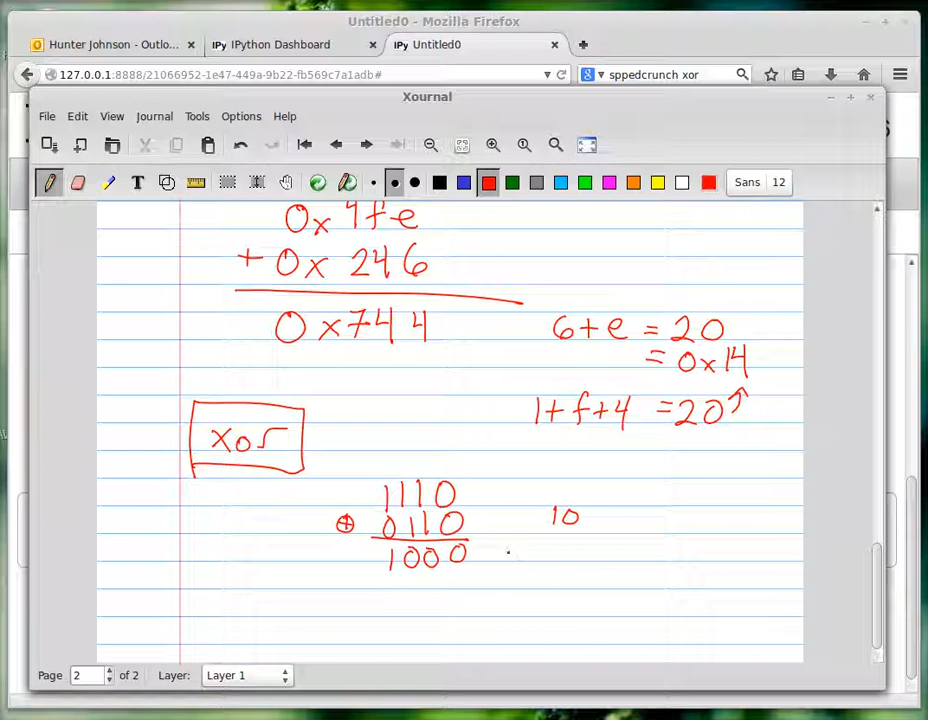 Untitled0 - Mozilla Firefox
Hunter Johnson - Outlo... IPy IPython Dashboard IPy Untitled0
127.0.0.1:8888/21066952-1e47-449a-9b22-fb569c7a1adb# sppedcrunch xor
Xournal
File Edit View Journal Tools Options Help
T Sans 12
0x4fe
+ 0x 246
0x744
6+e = 20
= 0x14
1+f+4 =20↗
xor
1110
⊕ 0110
10
1000
Page 2 of 2 Layer: Layer 1